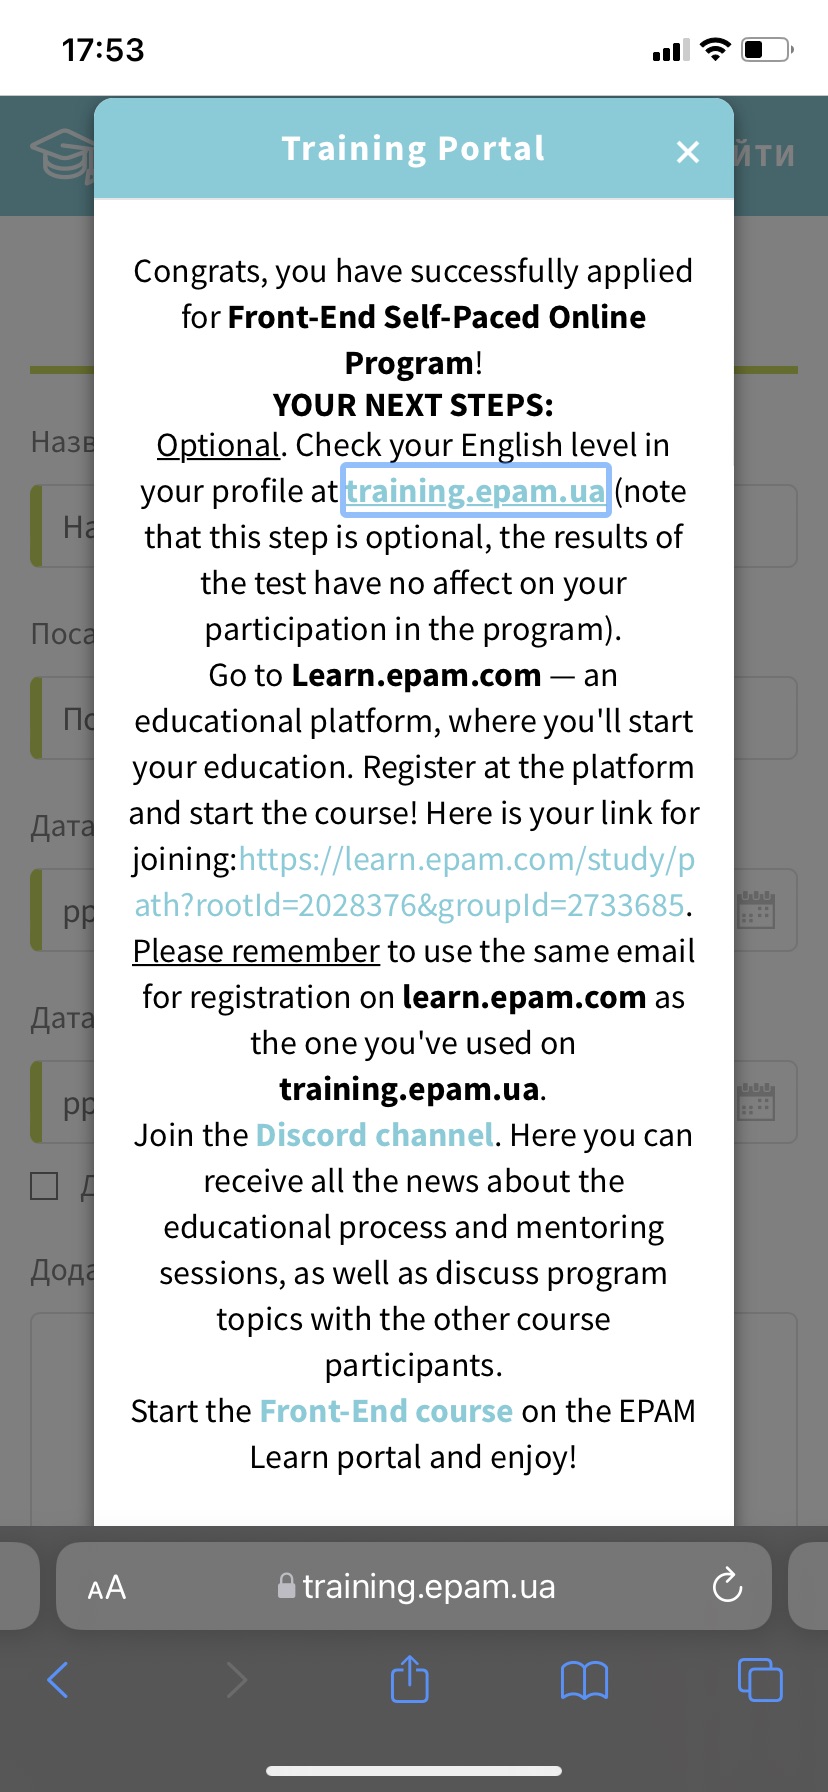 17:53
Training Portal
йти
Congrats, you have successfully applied
for Front-End Self-Paced Online
Program!
YOUR NEXT STEPS:
Optional. Check your English level in
your profile at training.epam.ua (note
that this step is optional, the results of
the test have no affect on your
participation in the program).
Go to Learn.epam.com — an
educational platform, where you'll start
your education. Register at the platform
and start the course! Here is your link for
joining:https://learn.epam.com/study/p
ath?rootId=2028376&groupId=2733685.
Please remember to use the same email
for registration on learn.epam.com as
the one you've used on
training.epam.ua.
Join the Discord channel. Here you can
receive all the news about the
educational process and mentoring
sessions, as well as discuss program
topics with the other course
participants.
Start the Front-End course on the EPAM
Learn portal and enjoy!
Назв
На
Поса
По
Дата
рр
Дата
рр
Д
Дода
AA
training.epam.ua